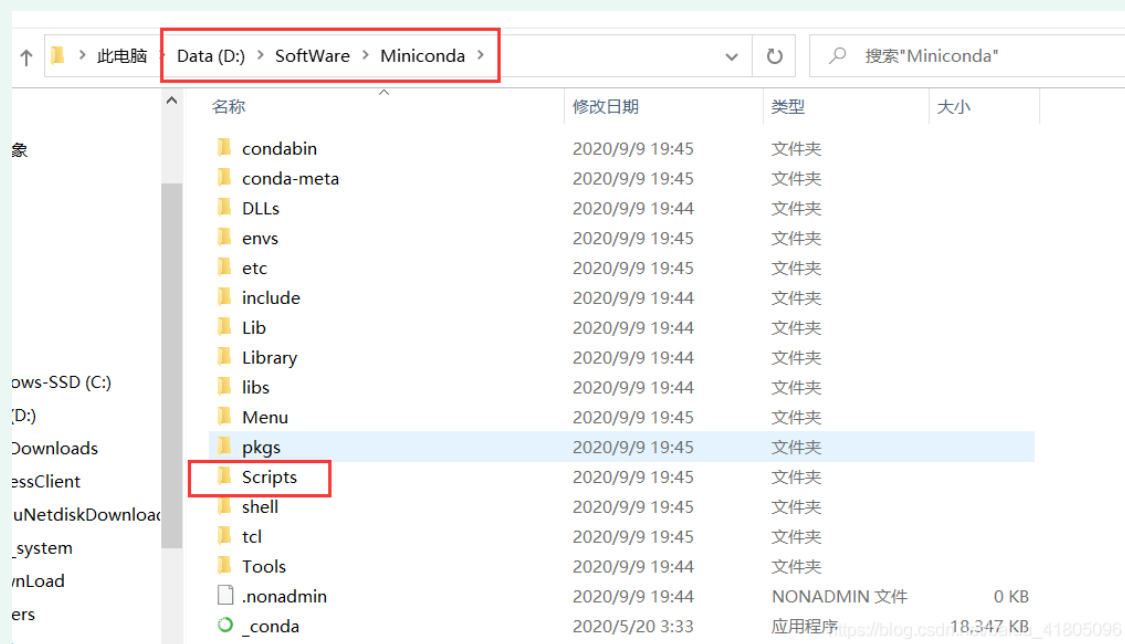 此电脑 Data (D:) SoftWare Miniconda 搜索"Miniconda"
名称 修改日期 类型 大小
象
condabin 2020/9/9 19:45 文件夹
conda-meta 2020/9/9 19:45 文件夹
DLLs 2020/9/9 19:44 文件夹
envs 2020/9/9 19:45 文件夹
etc 2020/9/9 19:45 文件夹
include 2020/9/9 19:44 文件夹
Lib 2020/9/9 19:44 文件夹
Library 2020/9/9 19:44 文件夹
ows-SSD (C:) libs 2020/9/9 19:44 文件夹
(D:) Menu 2020/9/9 19:45 文件夹
Downloads pkgs 2020/9/9 19:45 文件夹
essClient Scripts 2020/9/9 19:45 文件夹
uNetdiskDownload shell 2020/9/9 19:45 文件夹
_system tcl 2020/9/9 19:45 文件夹
wnLoad Tools 2020/9/9 19:44 文件夹
ers .nonadmin 2020/9/9 19:44 NONADMIN 文件 0 KB
_conda 2020/5/20 3:33 应用程序 18,347 KB